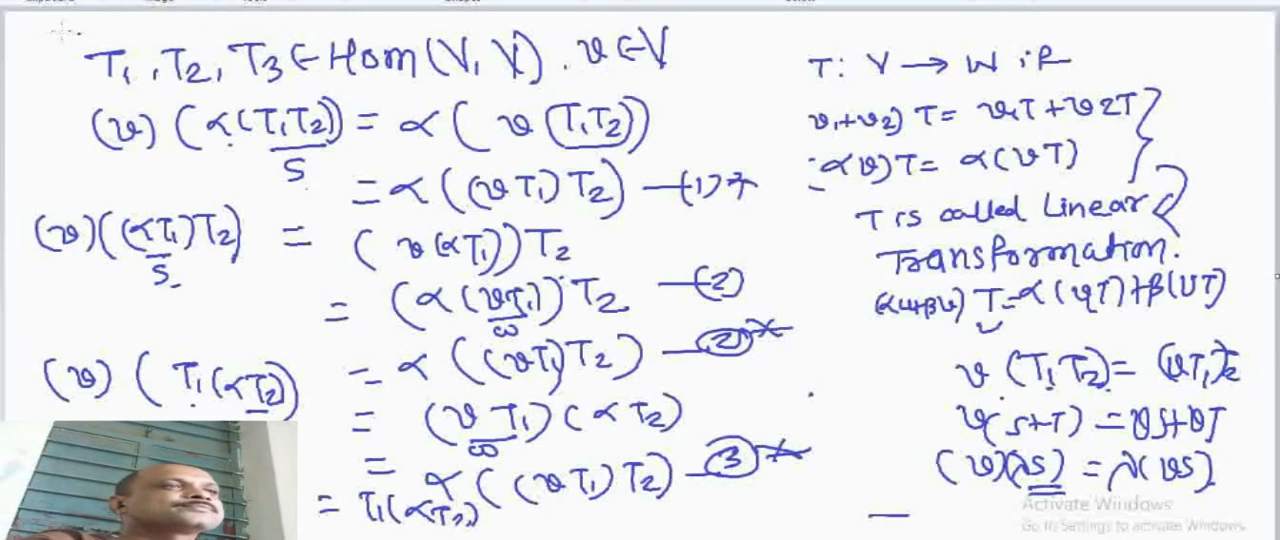 T₁, T₂, T₃ ∈ Hom(V, V). v ∈ V
(v) (α(T₁T₂)) = α( v (T₁T₂))
S
= α((vT₁)T₂) —(1)*
(v)((αT₁)T₂) = (v(αT₁))T₂
S
= (α(vT₁))T₂ —(2)
ω
= α((vT₁)T₂) —(2)*
(v) (T₁(αT₂)) = (vT₁)(αT₂)
ω
= α((vT₁)T₂) —(3)*
= T₁(αT₂)
T: V → W if
v₁+v₂) T = v₁T + v2T
(αv)T = α(vT)
T is called Linear
Transformation.
(αu+βv) T = α(uT)+β(vT)
v (T₁T₂) = (vT₁)T₂
v(S+T) = vS+vT
(v)(λS) = λ(vS)
Activate Windows
Go to Settings to activate Windows.